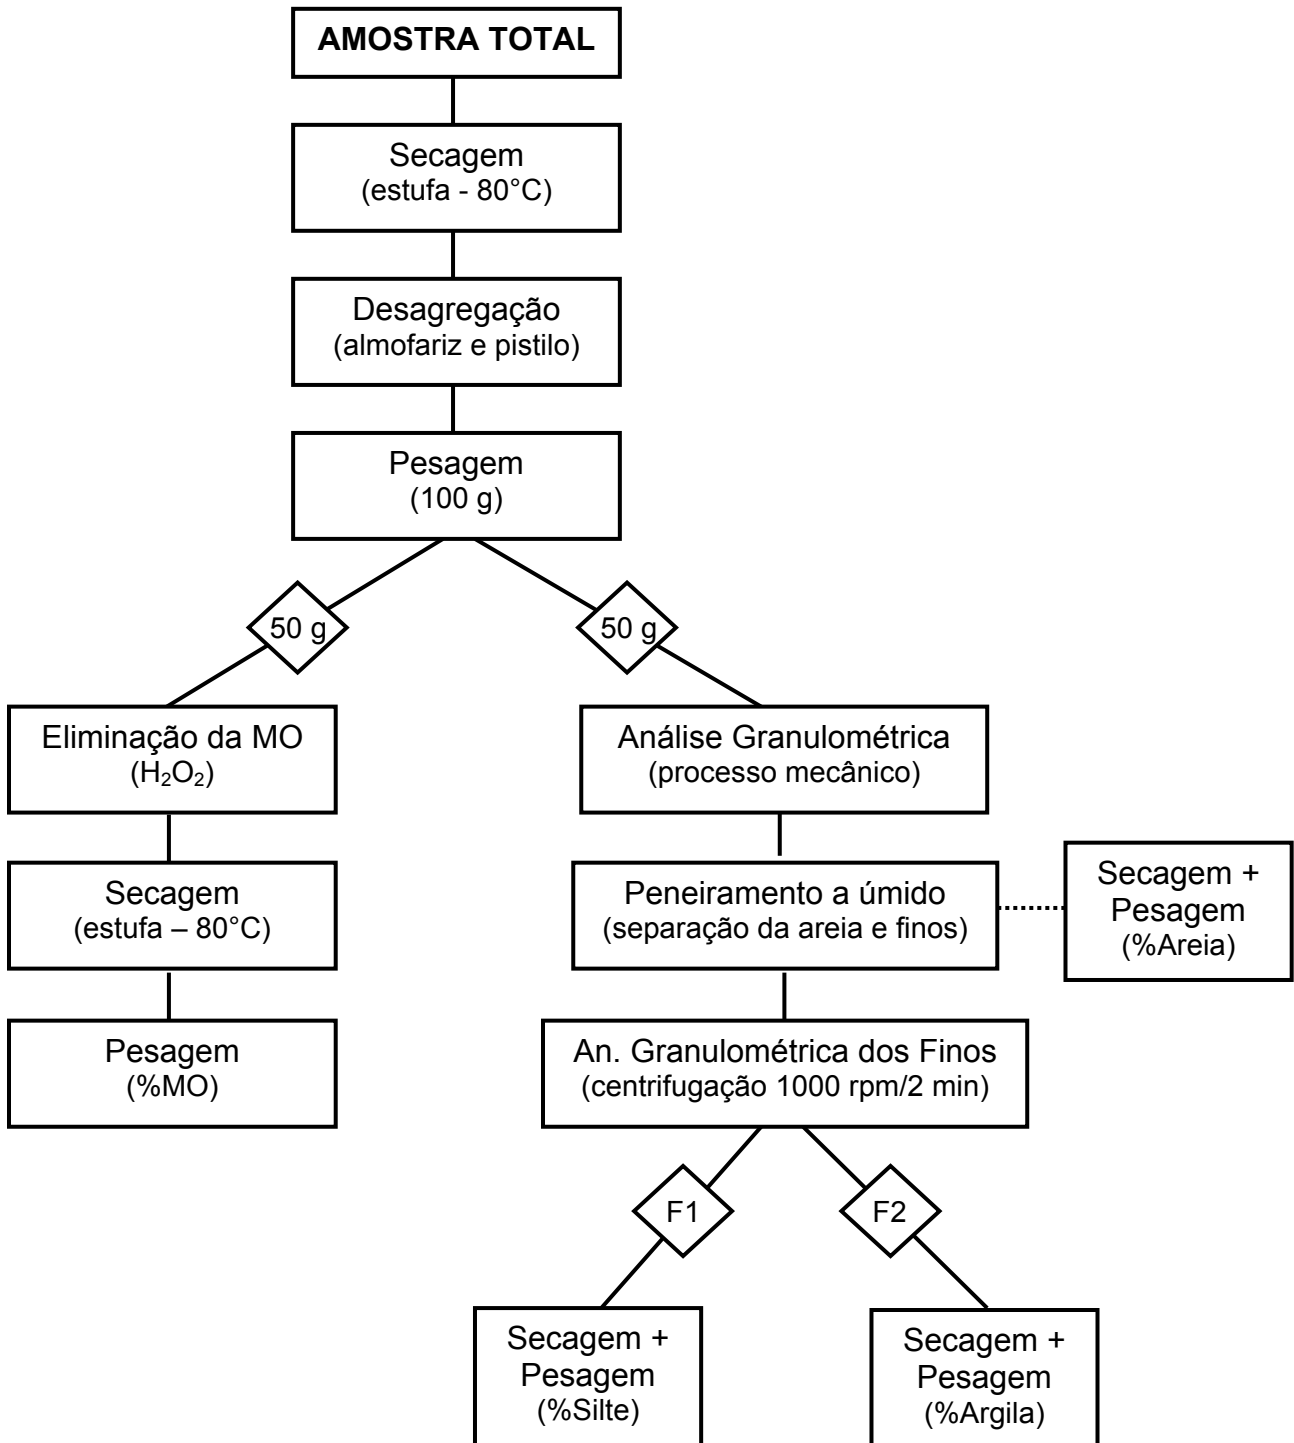 AMOSTRA TOTAL
Secagem
(estufa - 80°C)
Desagregação
(almofariz e pistilo)
Pesagem
(100 g)
50 g
50 g
Eliminação da MO
(H₂O₂)
Secagem
(estufa – 80°C)
Pesagem
(%MO)
Análise Granulométrica
(processo mecânico)
Peneiramento a úmido
(separação da areia e finos)
Secagem +
Pesagem
(%Areia)
An. Granulométrica dos Finos
(centrifugação 1000 rpm/2 min)
F1
F2
Secagem +
Pesagem
(%Silte)
Secagem +
Pesagem
(%Argila)